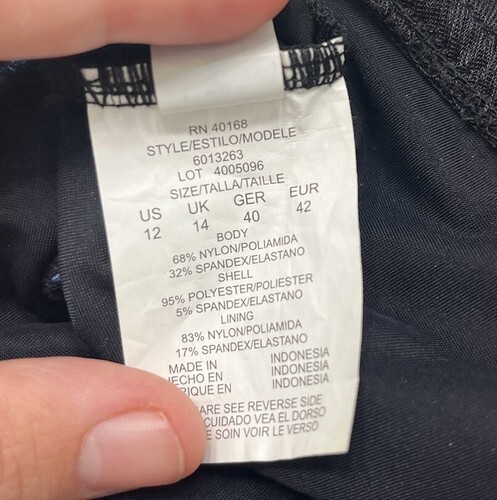 RN 40168
STYLE/ESTILO/MODELE
6013263
LOT 4005096
SIZE/TALLA/TAILLE
US UK GER EUR
12 14 40 42
BODY
68% NYLON/POLIAMIDA
32% SPANDEX/ELASTANO
SHELL
95% POLYESTER/POLIESTER
5% SPANDEX/ELASTANO
LINING
83% NYLON/POLIAMIDA
17% SPANDEX/ELASTANO
MADE IN INDONESIA
ECHO EN INDONESIA
RIQUE EN INDONESIA
ARE SEE REVERSE SIDE
CUIDADO VEA EL DORSO
E SOIN VOIR LE VERSO